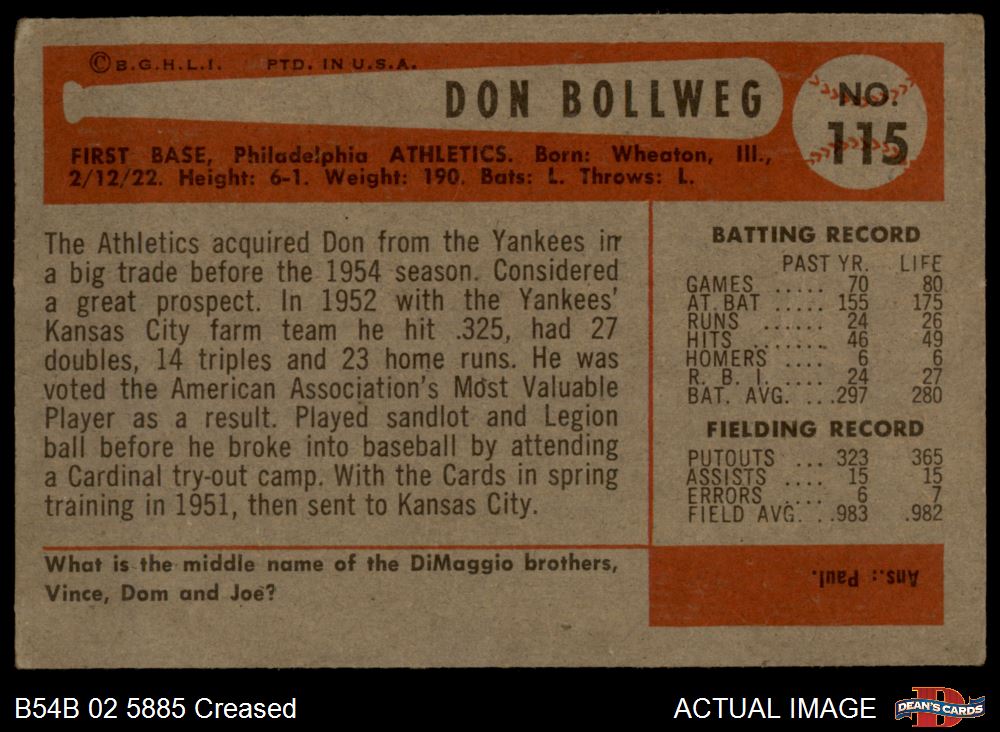 © B.G.H.L.I. PTD. IN U.S.A.
DON BOLLWEG
NO.
115
FIRST BASE, Philadelphia ATHLETICS. Born: Wheaton, Ill.,
2/12/22. Height: 6-1. Weight: 190. Bats: L. Throws: L.
The Athletics acquired Don from the Yankees in
a big trade before the 1954 season. Considered
a great prospect. In 1952 with the Yankees'
Kansas City farm team he hit .325, had 27
doubles, 14 triples and 23 home runs. He was
voted the American Association's Most Valuable
Player as a result. Played sandlot and Legion
ball before he broke into baseball by attending
a Cardinal try-out camp. With the Cards in spring
training in 1951, then sent to Kansas City.
BATTING RECORD
PAST YR. LIFE
GAMES ..... 70 80
AT BAT ..... 155 175
RUNS ...... 24 26
HITS ........ 46 49
HOMERS ..... 6 6
R. B. I. .... 24 27
BAT. AVG. ...297 280
FIELDING RECORD
PUTOUTS ... 323 365
ASSISTS .... 15 15
ERRORS .... 6 7
FIELD AVG. ..983 .982
What is the middle name of the DiMaggio brothers,
Vince, Dom and Joe?
Ans.: Paul.
B54B 02 5885 Creased
ACTUAL IMAGE
DEAN'S CARDS